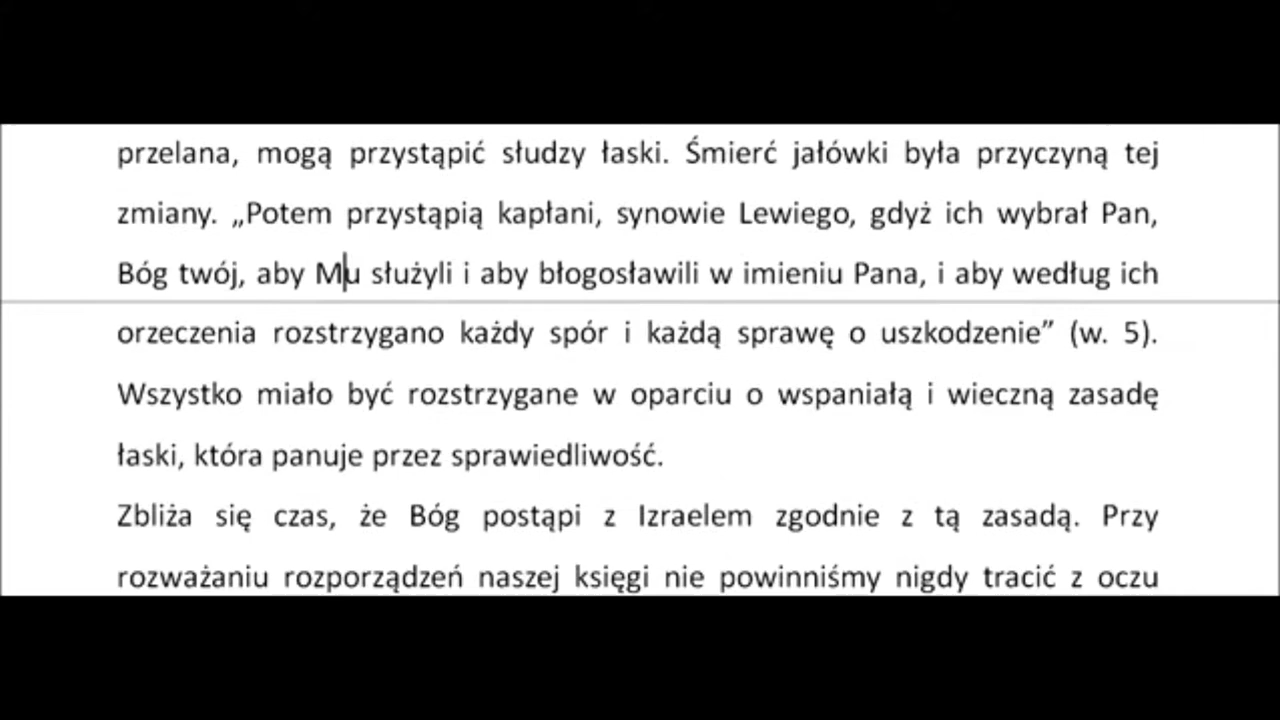 przelana, mogą przystąpić słudzy łaski. Śmierć jałówki była przyczyną tej
zmiany. „Potem przystąpią kapłani, synowie Lewiego, gdyż ich wybrał Pan,
Bóg twój, aby Mu służyli i aby błogosławili w imieniu Pana, i aby według ich
orzeczenia rozstrzygano każdy spór i każdą sprawę o uszkodzenie” (w. 5).
Wszystko miało być rozstrzygane w oparciu o wspaniałą i wieczną zasadę
łaski, która panuje przez sprawiedliwość.
Zbliża się czas, że Bóg postąpi z Izraelem zgodnie z tą zasadą. Przy
rozważaniu rozporządzeń naszej księgi nie powinniśmy nigdy tracić z oczu